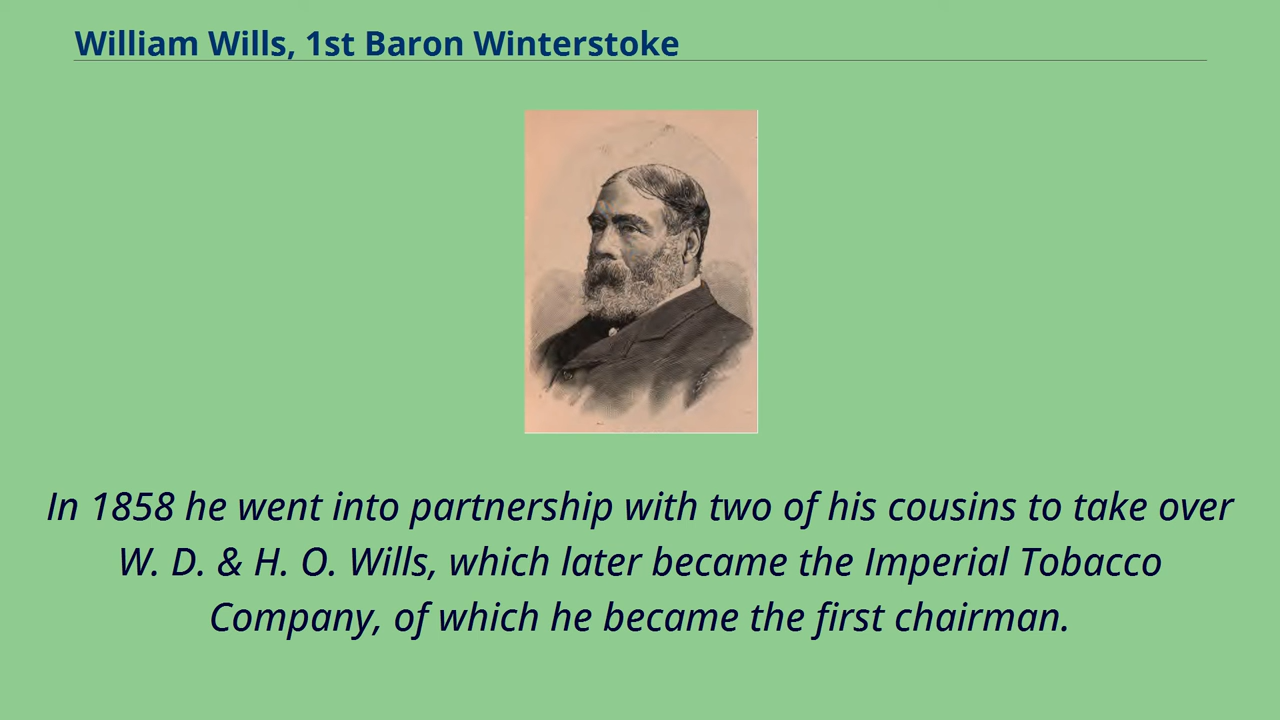 William Wills, 1st Baron Winterstoke
In 1858 he went into partnership with two of his cousins to take over
W. D. & H. O. Wills, which later became the Imperial Tobacco
Company, of which he became the first chairman.